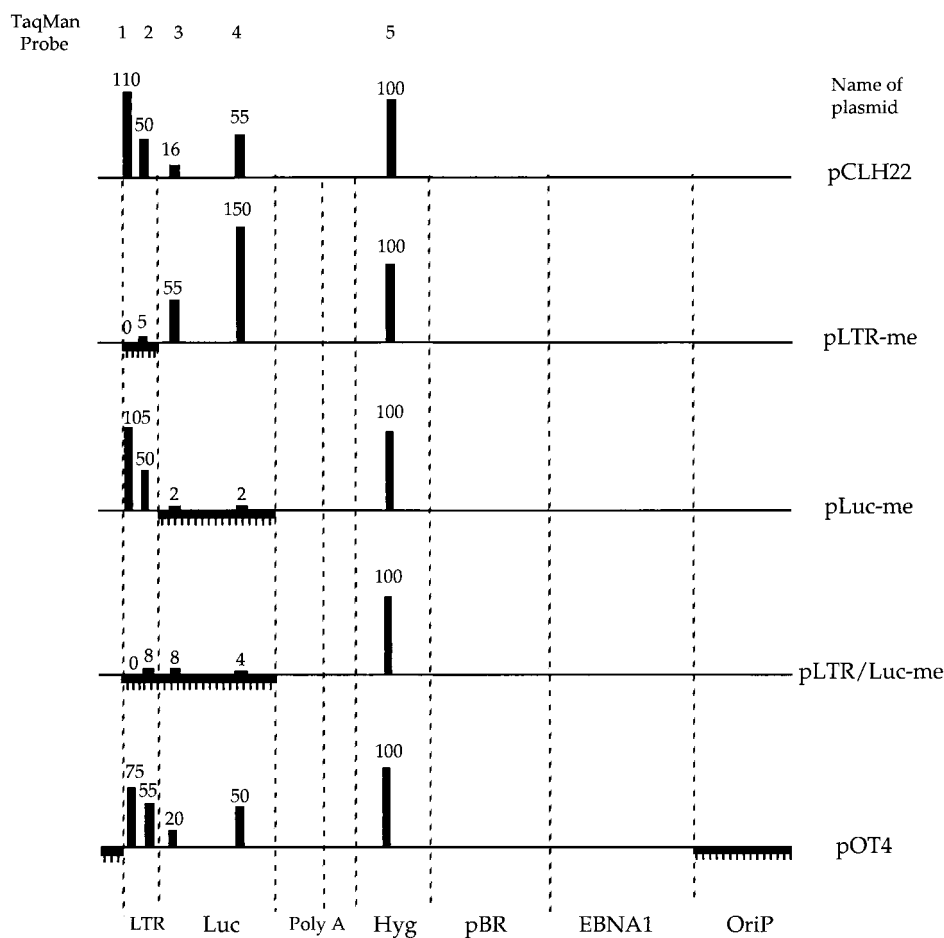 TaqMan
Probe
1 2 3 4 5
Name of
plasmid
110 50 16 55 100
pCLH22
0 5 55 150 100
pLTR-me
105 50 2 2 100
pLuc-me
0 8 8 4 100
pLTR/Luc-me
75 55 20 50 100
pOT4
LTR Luc Poly A Hyg pBR EBNA1 OriP